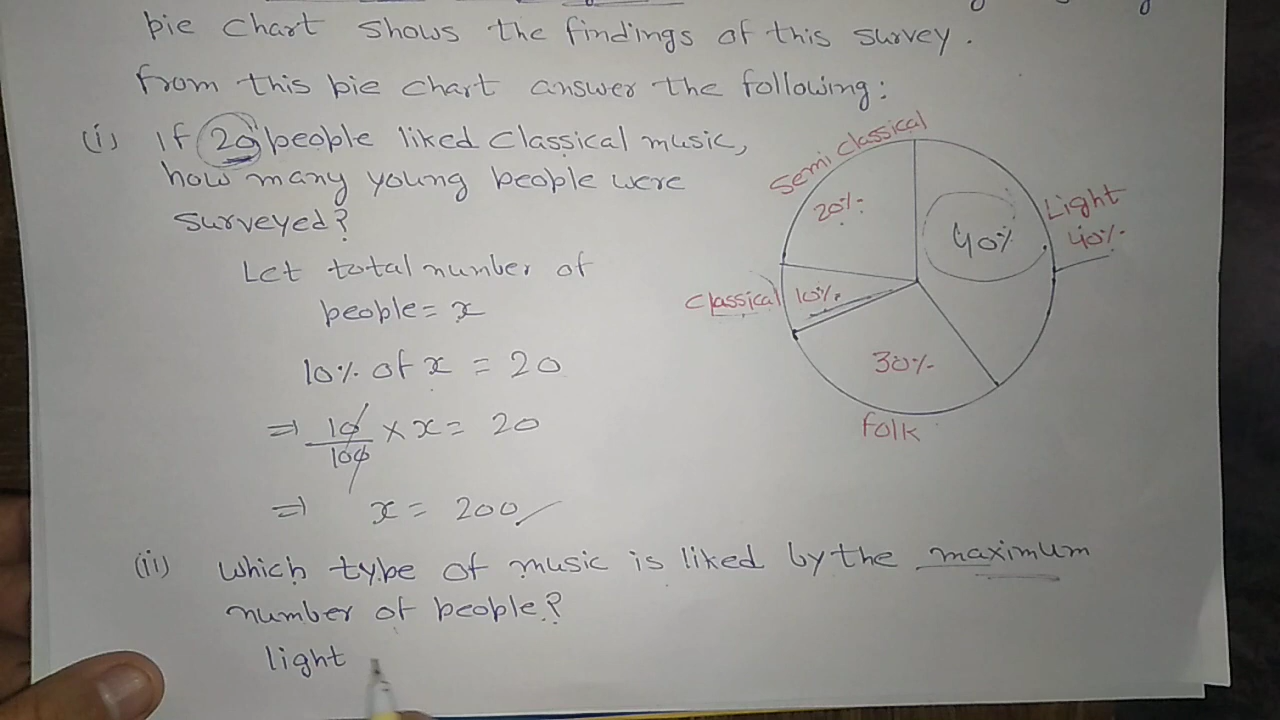 pie chart shows the findings of this survey.
From this pie chart answer the following:
(i) If 20 people liked classical music,
how many young people were
surveyed?
Let total number of
people = x
10% of x = 20
⇒ 10/100 × x = 20
⇒ x = 200
(ii) Which type of music is liked by the maximum
number of people?
light
Semi Classical
20%
Light
40%
40%
Classical
10%
30%
folk